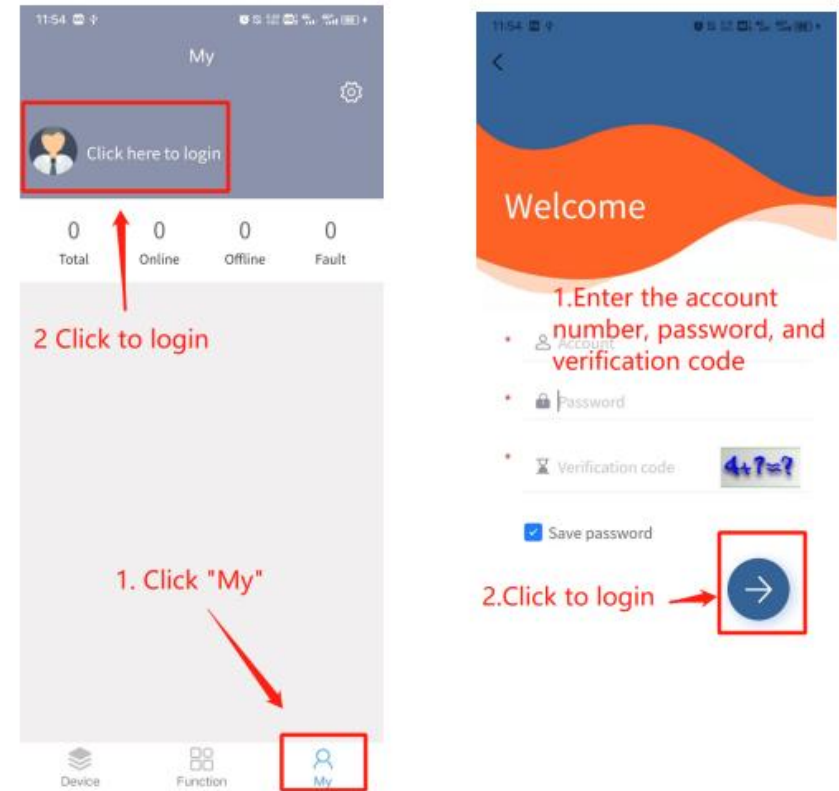 11:54
My
Click here to login
0 0 0 0
Total Online Offline Fault
2 Click to login
1. Click "My"
Device Function My
11:54
Welcome
1.Enter the account
number, password, and
verification code
Account
Password
Verification code
4+?=?
Save password
2.Click to login